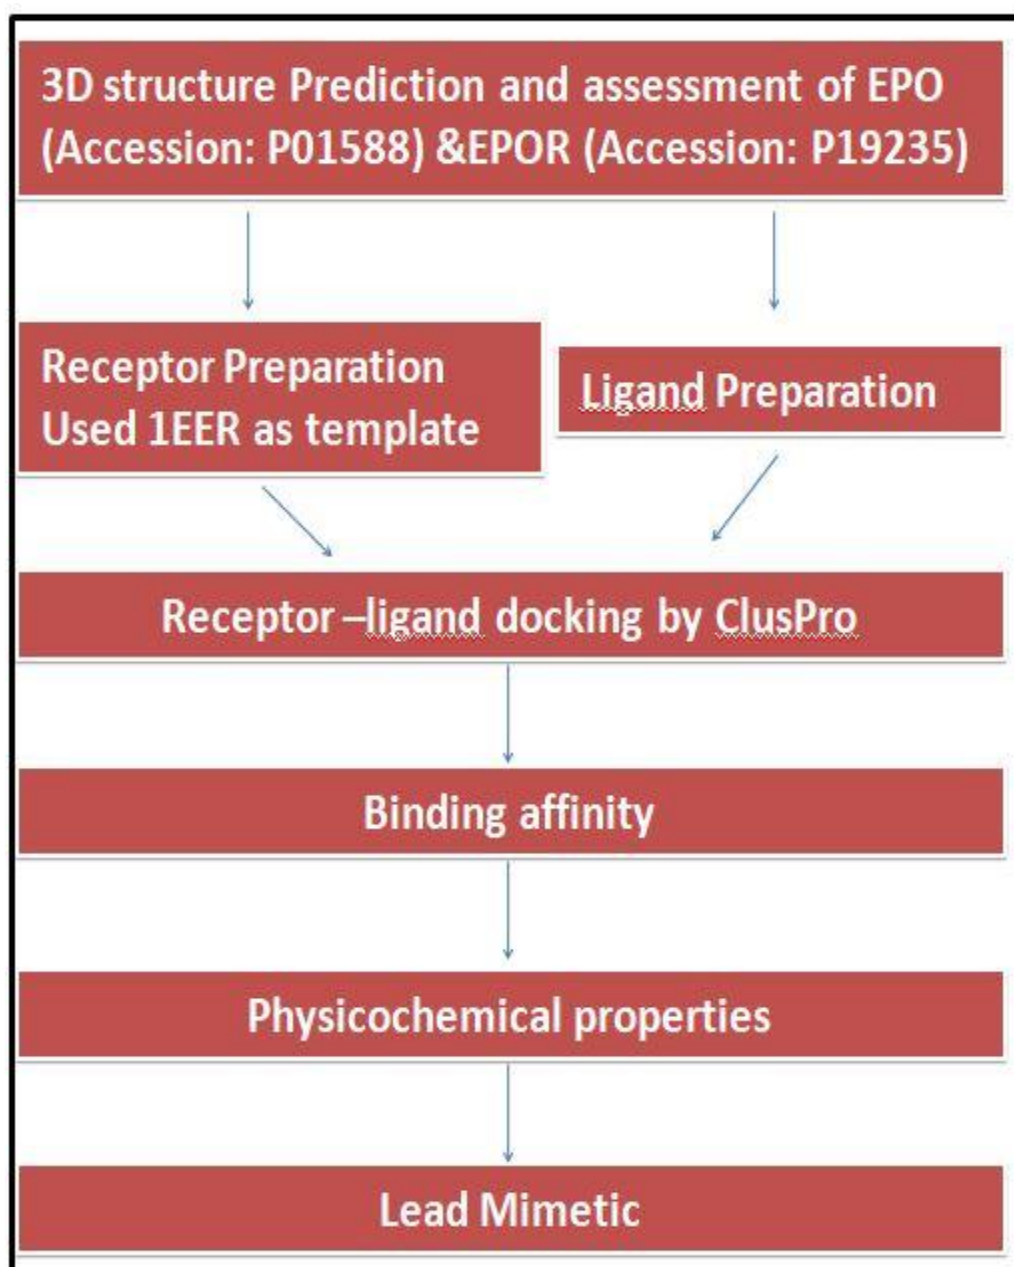 3D structure Prediction and assessment of EPO
(Accession: P01588) &EPOR (Accession: P19235)
Receptor Preparation
Used 1EER as template
Ligand Preparation
Receptor –ligand docking by ClusPro
Binding affinity
Physicochemical properties
Lead Mimetic